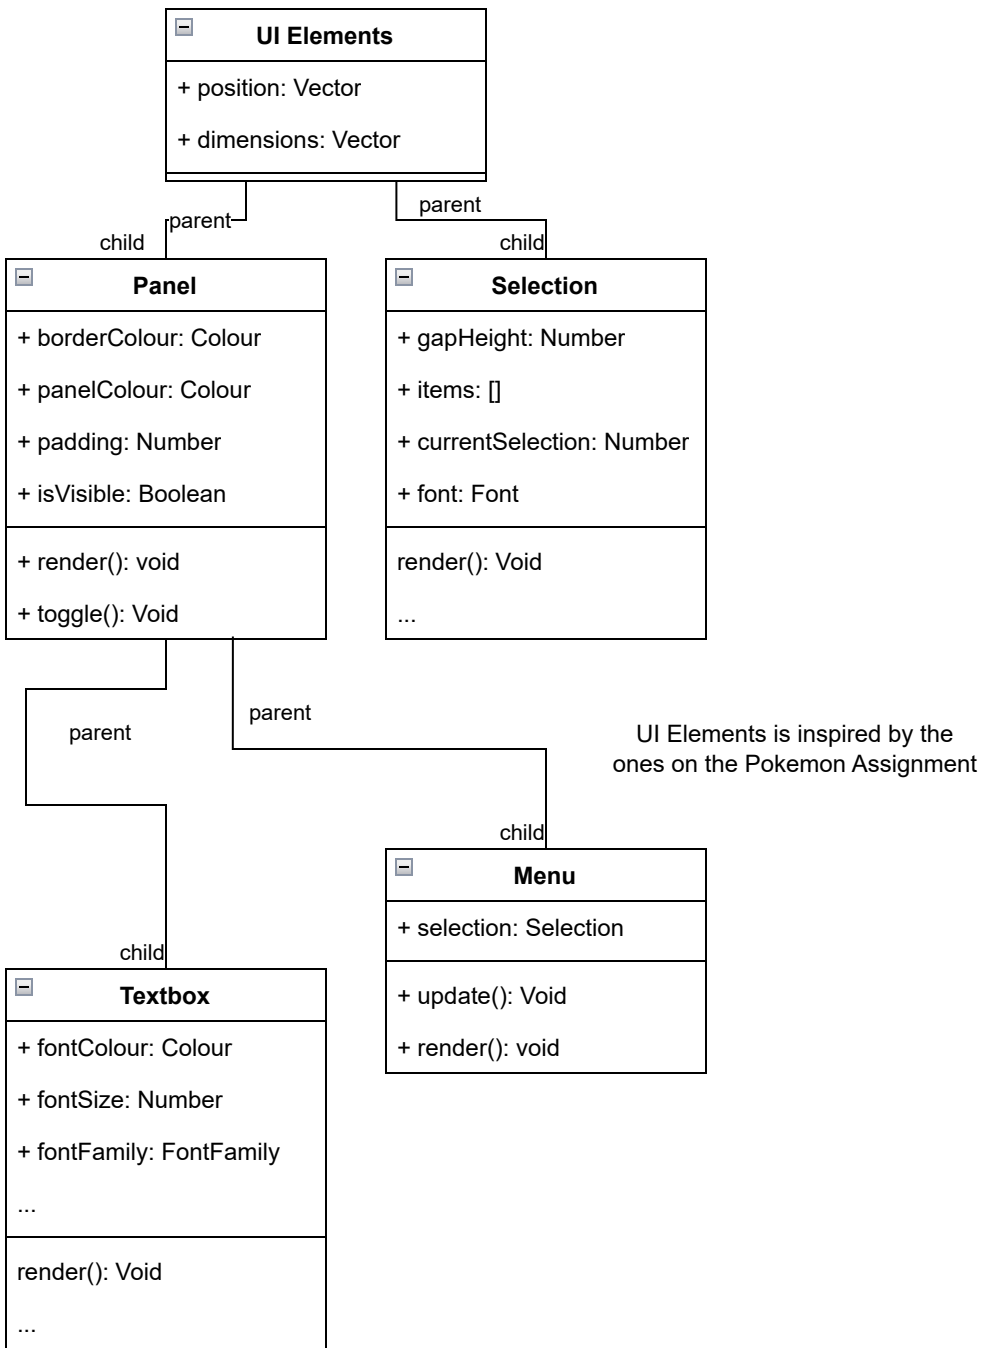 UI Elements
+ position: Vector
+ dimensions: Vector
parent
parent
child
child
Panel
+ borderColour: Colour
+ panelColour: Colour
+ padding: Number
+ isVisible: Boolean
+ render(): void
+ toggle(): Void
Selection
+ gapHeight: Number
+ items: []
+ currentSelection: Number
+ font: Font
render(): Void
...
parent
parent
UI Elements is inspired by the
ones on the Pokemon Assignment
child
Menu
+ selection: Selection
+ update(): Void
+ render(): void
child
Textbox
+ fontColour: Colour
+ fontSize: Number
+ fontFamily: FontFamily
...
render(): Void
...